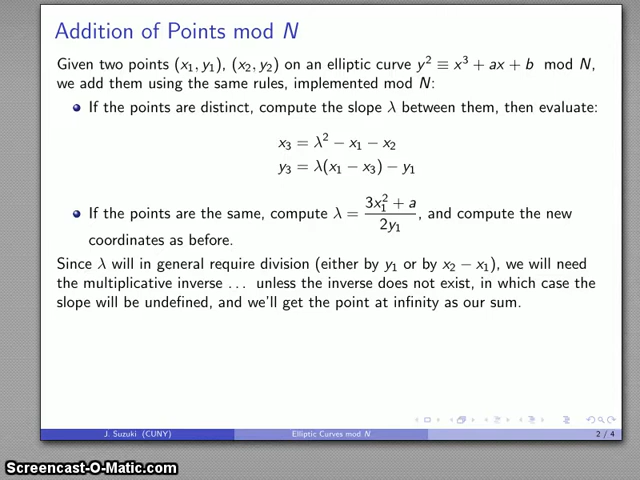 Addition of Points mod N
Given two points (x₁, y₁), (x₂, y₂) on an elliptic curve y² ≡ x³ + ax + b mod N,
we add them using the same rules, implemented mod N:
If the points are distinct, compute the slope λ between them, then evaluate:
x₃ = λ² − x₁ − x₂
y₃ = λ(x₁ − x₃) − y₁
If the points are the same, compute λ = (3x₁² + a)/(2y₁), and compute the new
coordinates as before.
Since λ will in general require division (either by y₁ or by x₂ − x₁), we will need
the multiplicative inverse ... unless the inverse does not exist, in which case the
slope will be undefined, and we'll get the point at infinity as our sum.
J. Suzuki (CUNY) Elliptic Curves mod N 2 / 4
Screencast-O-Matic.com